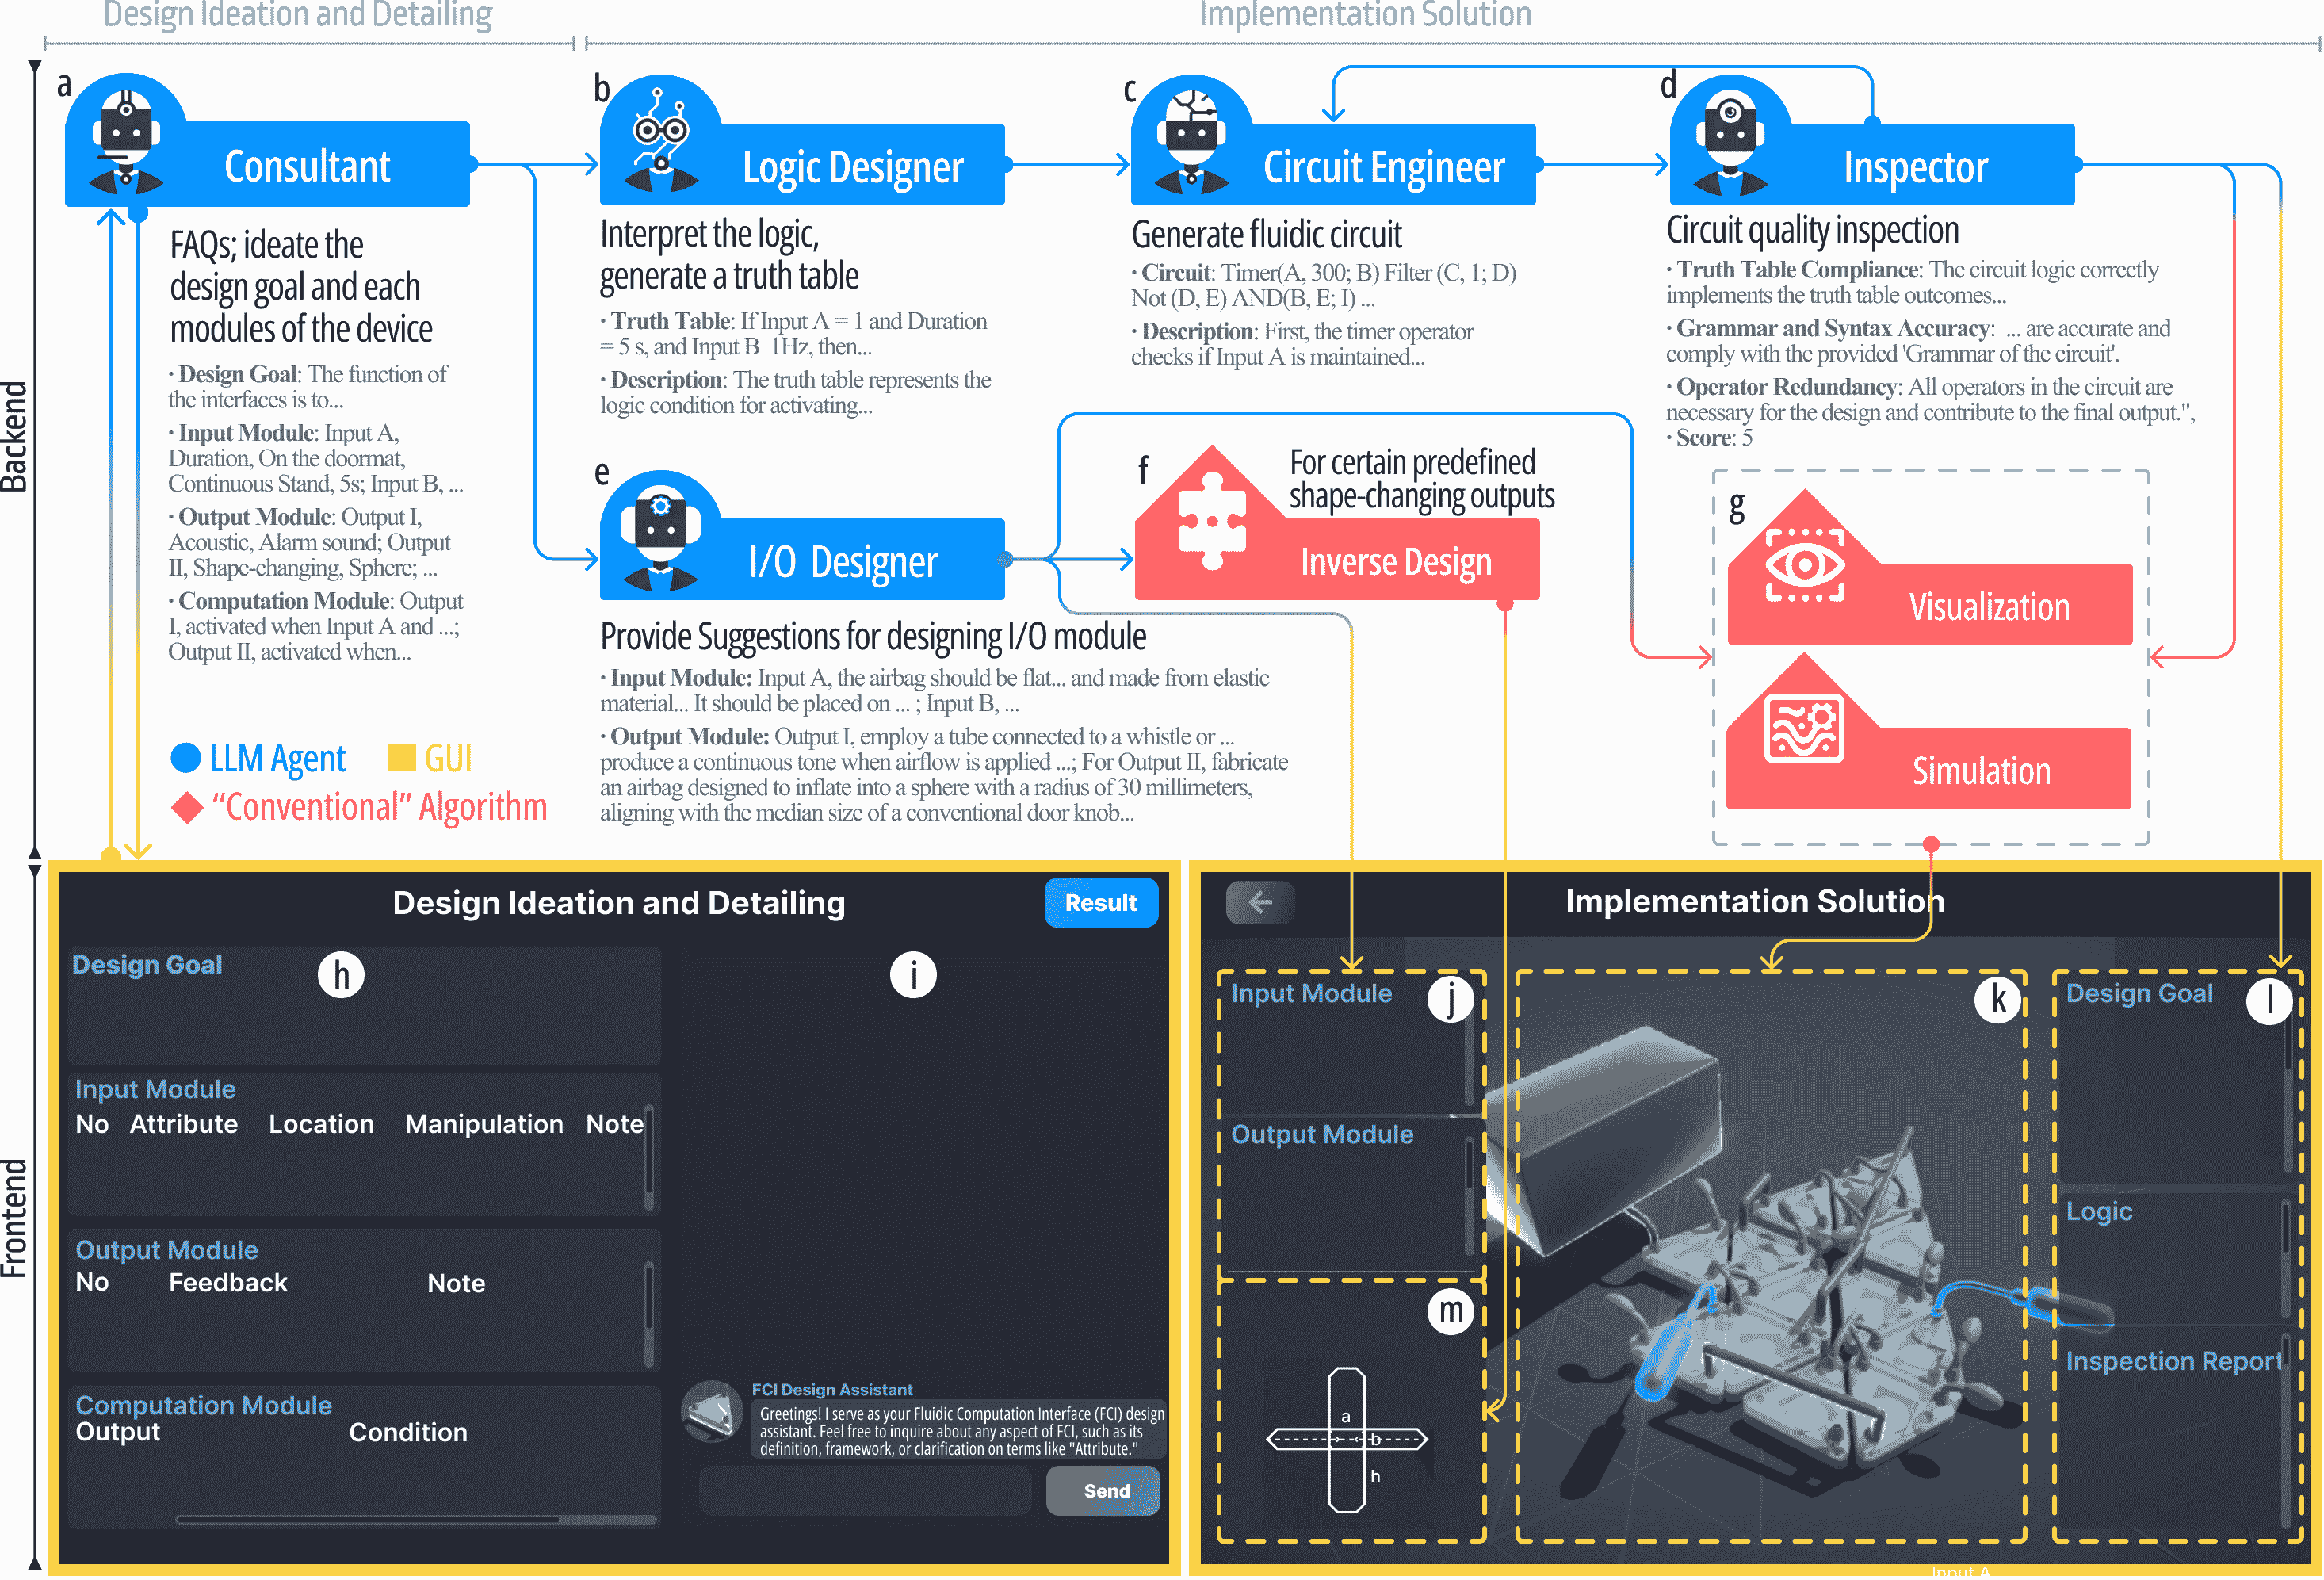 Design Ideation and Detailing
Implementation Solution
Backend
Frontend
a
Consultant
FAQs; ideate the
design goal and each
modules of the device
· Design Goal: The function of
the interfaces is to...
· Input Module: Input A,
Duration, On the doormat,
Continuous Stand, 5s; Input B, ...
· Output Module: Output I,
Acoustic, Alarm sound; Output
II, Shape-changing, Sphere; ...
· Computation Module: Output
I, activated when Input A and ...;
Output II, activated when...
b
Logic Designer
Interpret the logic,
generate a truth table
· Truth Table: If Input A = 1 and Duration
= 5 s, and Input B 1Hz, then...
· Description: The truth table represents the
logic condition for activating...
c
Circuit Engineer
Generate fluidic circuit
· Circuit: Timer(A, 300; B) Filter (C, 1; D)
Not (D, E) AND(B, E; I) ...
· Description: First, the timer operator
checks if Input A is maintained...
d
Inspector
Circuit quality inspection
· Truth Table Compliance: The circuit logic correctly
implements the truth table outcomes...
· Grammar and Syntax Accuracy: ... are accurate and
comply with the provided 'Grammar of the circuit'.
· Operator Redundancy: All operators in the circuit are
necessary for the design and contribute to the final output.",
· Score: 5
e
I/O Designer
Provide Suggestions for designing I/O module
· Input Module: Input A, the airbag should be flat... and made from elastic
material... It should be placed on ... ; Input B, ...
· Output Module: Output I, employ a tube connected to a whistle or ...
produce a continuous tone when airflow is applied ...; For Output II, fabricate
an airbag designed to inflate into a sphere with a radius of 30 millimeters,
aligning with the median size of a conventional door knob...
f
For certain predefined
shape-changing outputs
Inverse Design
g
Visualization
Simulation
LLM Agent
GUI
"Conventional" Algorithm
Design Ideation and Detailing
Result
Design Goal
h
i
Input Module
No Attribute Location Manipulation Note
Output Module
No Feedback Note
Computation Module
Output Condition
FCI Design Assistant
Greetings! I serve as your Fluidic Computation Interface (FCI) design
assistant. Feel free to inquire about any aspect of FCI, such as its
definition, framework, or clarification on terms like "Attribute."
Send
Implementation Solution
Input Module
j
Output Module
m
a
b
h
k
Design Goal
l
Logic
Inspection Report
Input A